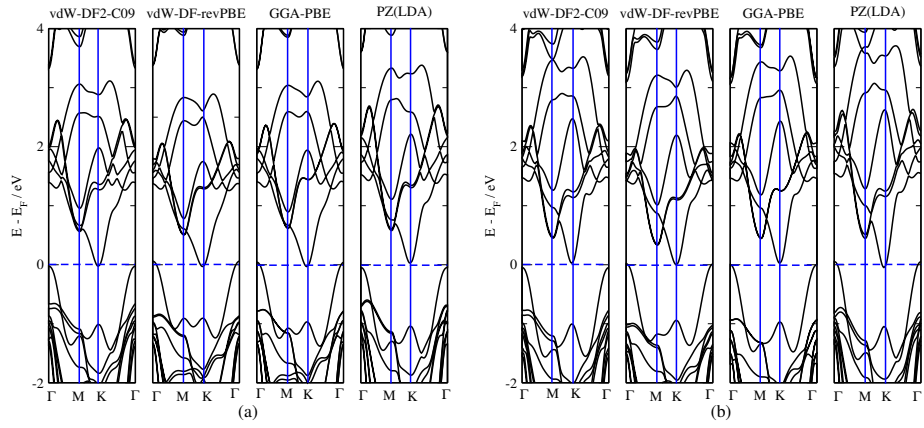 vdW-DF2-C09 vdW-DF-revPBE GGA-PBE PZ(LDA) vdW-DF2-C09 vdW-DF-revPBE GGA-PBE PZ(LDA)
4 4
2 2
E - E_F / eV E - E_F / eV
0 0
-2 -2
Γ M K Γ Γ M K Γ Γ M K Γ Γ M K Γ Γ M K Γ Γ M K Γ Γ M K Γ Γ M K Γ
(a) (b)